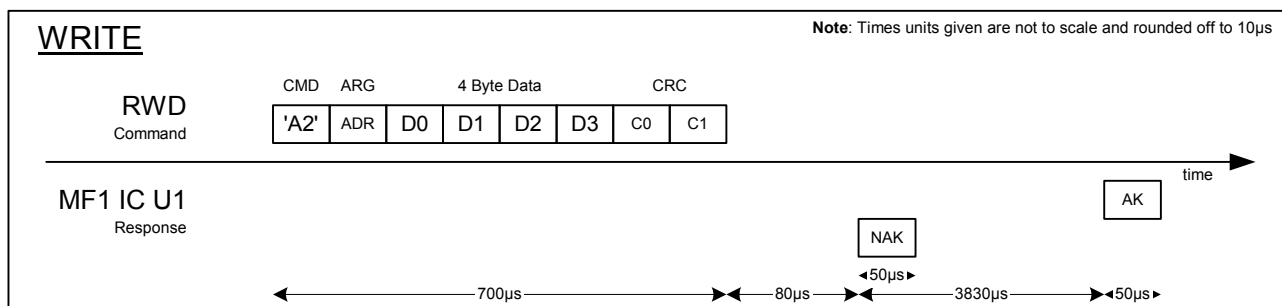 WRITE
Note: Times units given are not to scale and rounded off to 10µs
CMD ARG 4 Byte Data CRC
RWD
Command
'A2' ADR D0 D1 D2 D3 C0 C1
time
MF1 IC U1
Response
AK
NAK
50µs
700µs 80µs 3830µs 50µs